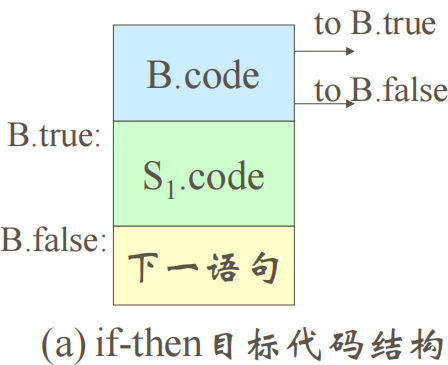 to B.true
B.code
to B.false
B.true:
S₁.code
B.false:
下一语句
(a) if-then目标代码结构